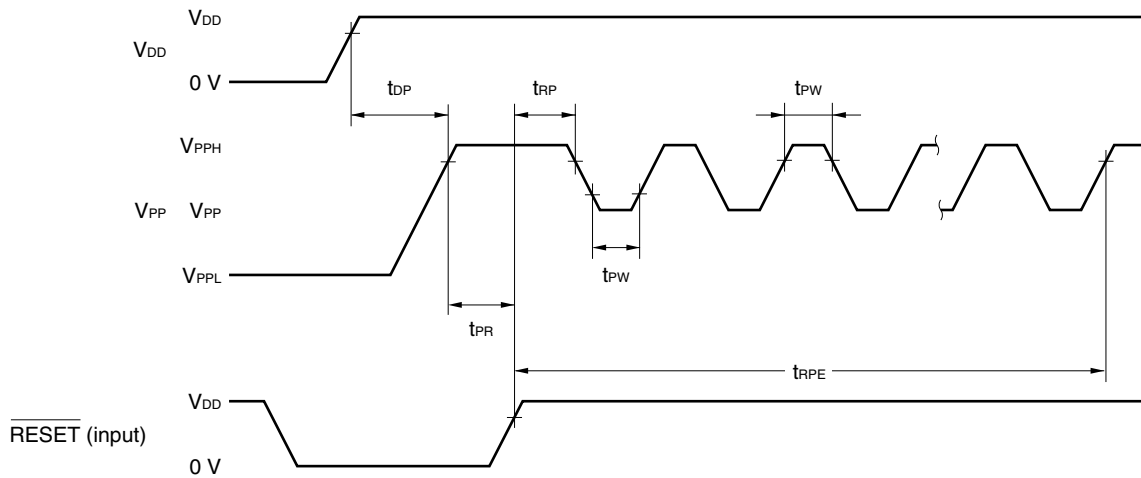 VDD
VDD
0 V
tDP
tRP
tPW
VPPH
VPP VPP
tPW
VPPL
tPR
tRPE
VDD
RESET (input)
0 V